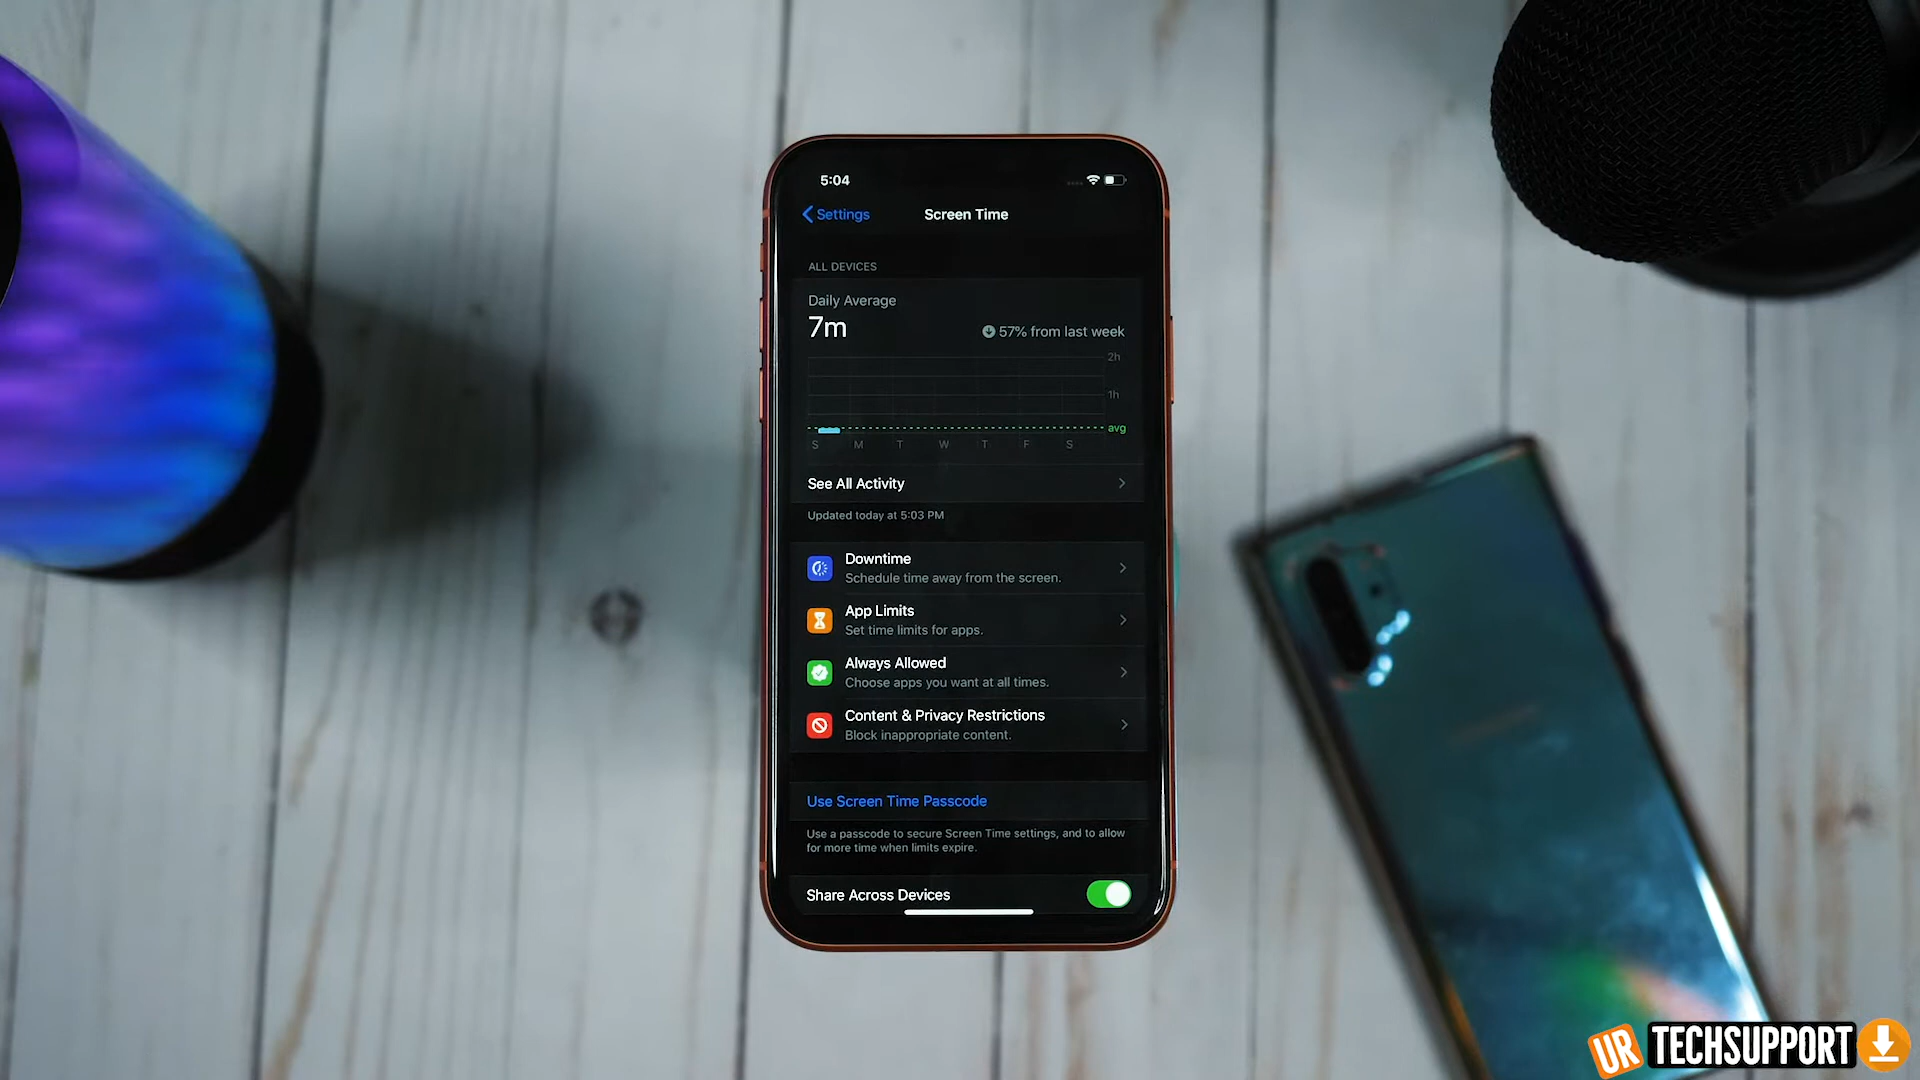 5:04
Settings
Screen Time
ALL DEVICES
Daily Average
7m
57% from last week
2h
1h
avg
S M T W T F S
See All Activity
Updated today at 5:03 PM
Downtime
Schedule time away from the screen.
App Limits
Set time limits for apps.
Always Allowed
Choose apps you want at all times.
Content & Privacy Restrictions
Block inappropriate content.
Use Screen Time Passcode
Use a passcode to secure Screen Time settings, and to allow
for more time when limits expire.
Share Across Devices
UR TECHSUPPORT